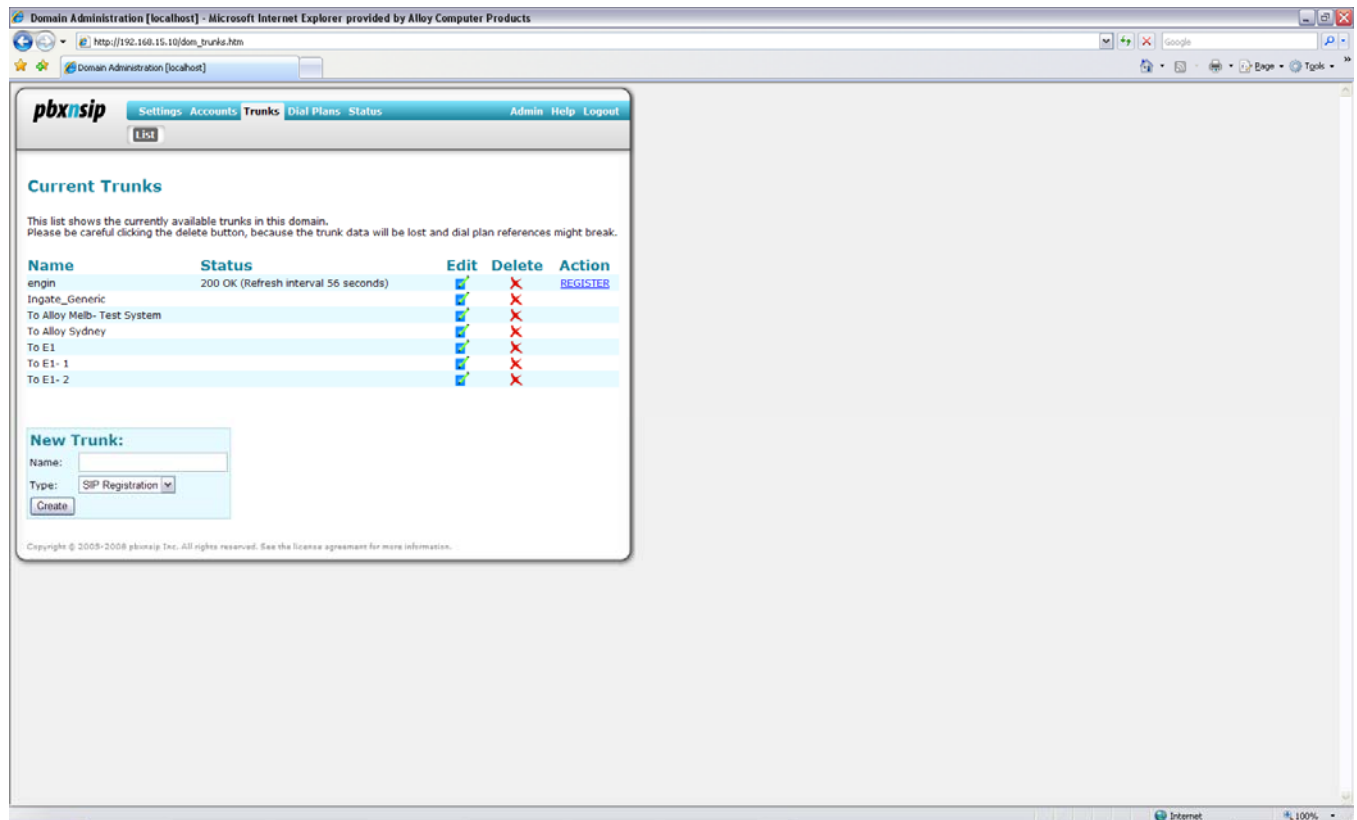 Domain Administration [localhost] - Microsoft Internet Explorer provided by Alloy Computer Products
http://192.168.15.10/dom_trunks.htm
Google
Domain Administration [localhost]
Page Tools
pbxnsip
Settings Accounts Trunks Dial Plans Status Admin Help Logout
List
Current Trunks
This list shows the currently available trunks in this domain.
Please be careful clicking the delete button, because the trunk data will be lost and dial plan references might break.
Name Status Edit Delete Action
engin 200 OK (Refresh interval 56 seconds) REGISTER
Ingate_Generic
To Alloy Melb- Test System
To Alloy Sydney
To E1
To E1- 1
To E1- 2
New Trunk:
Name:
Type: SIP Registration
Create
Copyright © 2005-2008 pbxnsip Inc. All rights reserved. See the license agreement for more information.
Internet 100%